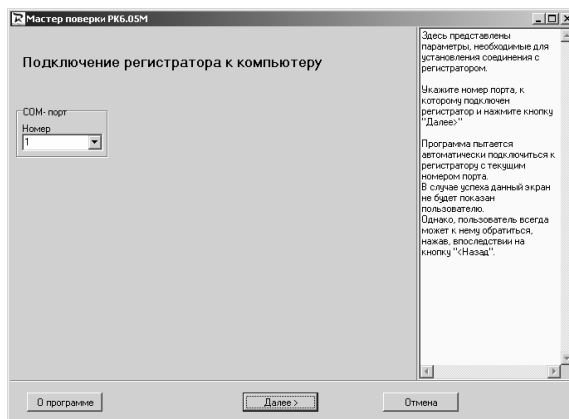 Мастер поверки РК6.05М
Подключение регистратора к компьютеру
COM- порт
Номер
1
Здесь представлены
параметры, необходимые для
установления соединения с
регистратором.
Укажите номер порта, к
которому подключен
регистратор и нажмите кнопку
"Далее>"
Программа пытается
автоматически подключиться к
регистратору с текущим
номером порта.
В случае успеха данный экран
не будет показан
пользователю.
Однако, пользователь всегда
может к нему обратиться,
нажав, впоследствии на
кнопку "<Назад".
О программе
Далее >
Отмена